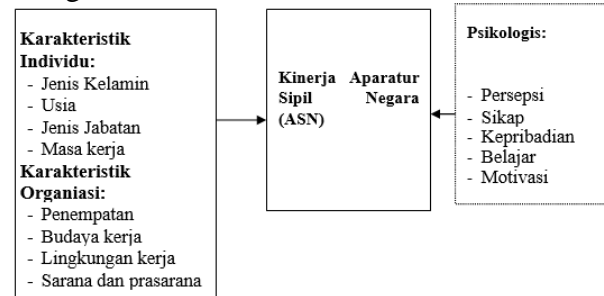 Karakteristik
Individu:
- Jenis Kelamin
- Usia
- Jenis Jabatan
- Masa kerja
Karakteristik
Organiasi:
- Penempatan
- Budaya kerja
- Lingkungan kerja
- Sarana dan prasarana
Kinerja Aparatur
Sipil Negara
(ASN)
Psikologis:
- Persepsi
- Sikap
- Kepribadian
- Belajar
- Motivasi